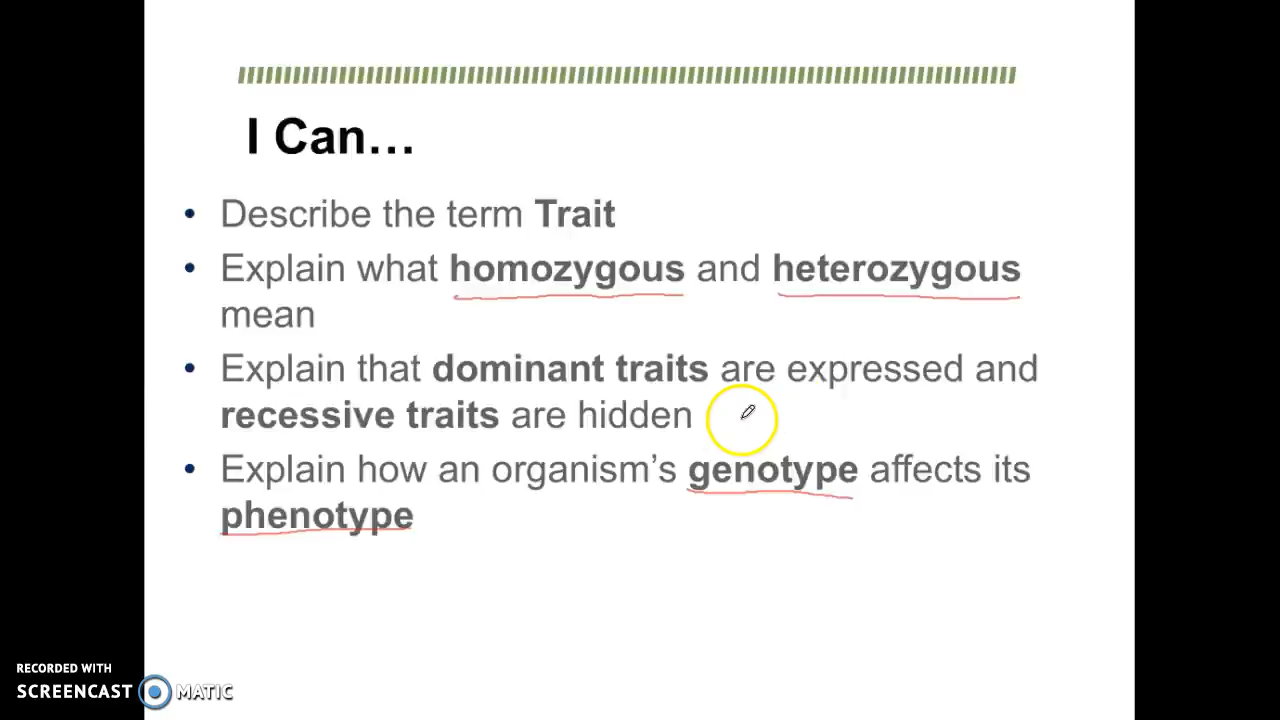 I Can…
• Describe the term Trait
• Explain what homozygous and heterozygous
mean
• Explain that dominant traits are expressed and
recessive traits are hidden
• Explain how an organism’s genotype affects its
phenotype
RECORDED WITH
SCREENCAST MATIC